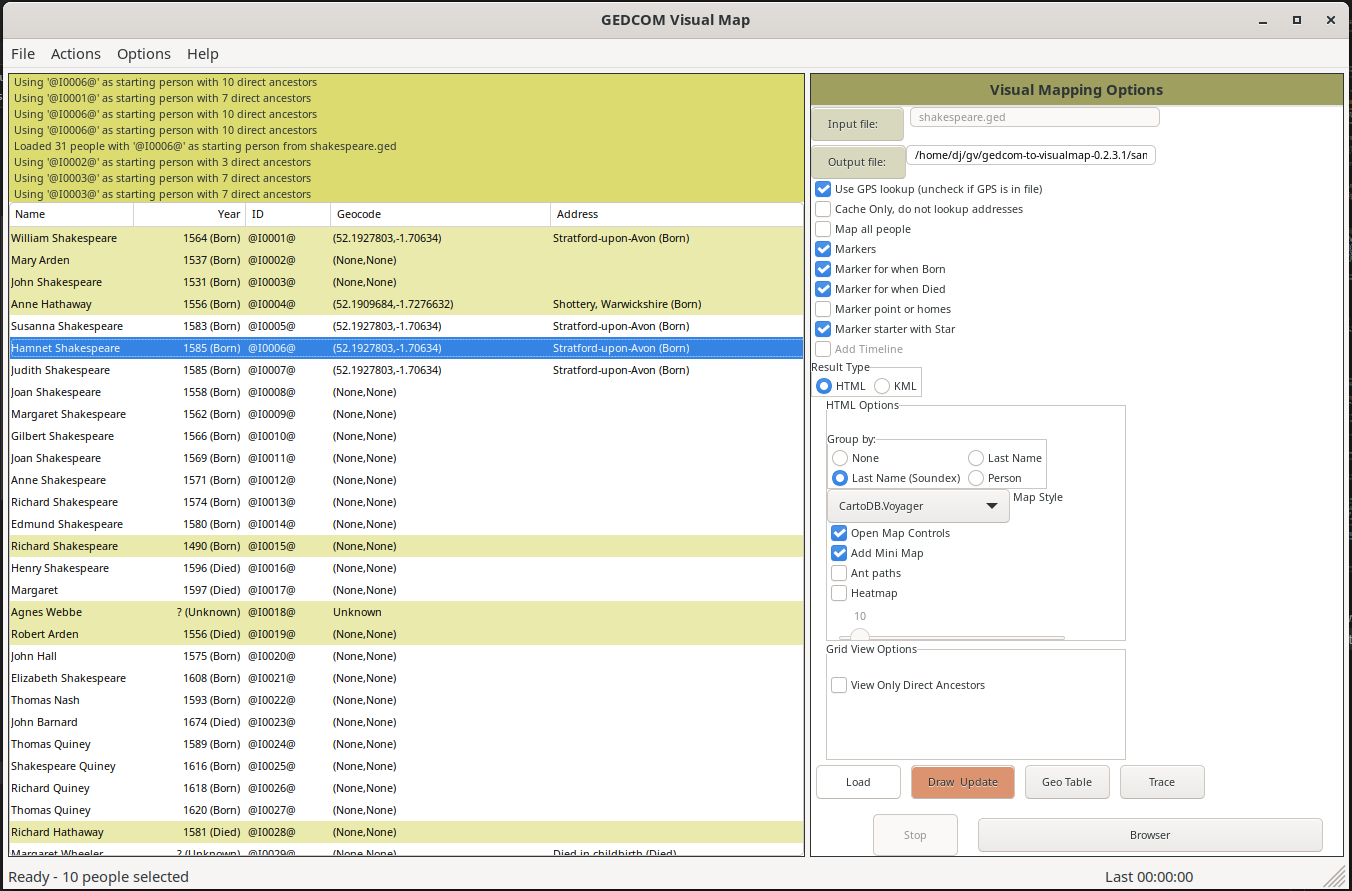 GEDCOM Visual Map
File Actions Options Help
Using '@I0006@' as starting person with 10 direct ancestors
Using '@I0001@' as starting person with 7 direct ancestors
Using '@I0006@' as starting person with 10 direct ancestors
Using '@I0006@' as starting person with 10 direct ancestors
Loaded 31 people with '@I0006@' as starting person from shakespeare.ged
Using '@I0002@' as starting person with 3 direct ancestors
Using '@I0003@' as starting person with 7 direct ancestors
Using '@I0003@' as starting person with 7 direct ancestors
Name Year ID Geocode Address
William Shakespeare 1564 (Born) @I0001@ (52.1927803,-1.70634) Stratford-upon-Avon (Born)
Mary Arden 1537 (Born) @I0002@ (None,None)
John Shakespeare 1531 (Born) @I0003@ (None,None)
Anne Hathaway 1556 (Born) @I0004@ (52.1909684,-1.7276632) Shottery, Warwickshire (Born)
Susanna Shakespeare 1583 (Born) @I0005@ (52.1927803,-1.70634) Stratford-upon-Avon (Born)
Hamnet Shakespeare 1585 (Born) @I0006@ (52.1927803,-1.70634) Stratford-upon-Avon (Born)
Judith Shakespeare 1585 (Born) @I0007@ (52.1927803,-1.70634) Stratford-upon-Avon (Born)
Joan Shakespeare 1558 (Born) @I0008@ (None,None)
Margaret Shakespeare 1562 (Born) @I0009@ (None,None)
Gilbert Shakespeare 1566 (Born) @I0010@ (None,None)
Joan Shakespeare 1569 (Born) @I0011@ (None,None)
Anne Shakespeare 1571 (Born) @I0012@ (None,None)
Richard Shakespeare 1574 (Born) @I0013@ (None,None)
Edmund Shakespeare 1580 (Born) @I0014@ (None,None)
Richard Shakespeare 1490 (Born) @I0015@ (None,None)
Henry Shakespeare 1596 (Died) @I0016@ (None,None)
Margaret 1597 (Died) @I0017@ (None,None)
Agnes Webbe ? (Unknown) @I0018@ Unknown
Robert Arden 1556 (Died) @I0019@ (None,None)
John Hall 1575 (Born) @I0020@ (None,None)
Elizabeth Shakespeare 1608 (Born) @I0021@ (None,None)
Thomas Nash 1593 (Born) @I0022@ (None,None)
John Barnard 1674 (Died) @I0023@ (None,None)
Thomas Quiney 1589 (Born) @I0024@ (None,None)
Shakespeare Quiney 1616 (Born) @I0025@ (None,None)
Richard Quiney 1618 (Born) @I0026@ (None,None)
Thomas Quiney 1620 (Born) @I0027@ (None,None)
Richard Hathaway 1581 (Died) @I0028@ (None,None)
Margaret Wheeler ? (Unknown) @I0029@ (None,None) Died in childbirth (Died)
Visual Mapping Options
Input file: shakespeare.ged
Output file: /home/dj/gv/gedcom-to-visualmap-0.2.3.1/san
Use GPS lookup (uncheck if GPS is in file)
Cache Only, do not lookup addresses
Map all people
Markers
Marker for when Born
Marker for when Died
Marker point or homes
Marker starter with Star
Add Timeline
Result Type
HTML KML
HTML Options
Group by:
None Last Name
Last Name (Soundex) Person
CartoDB.Voyager Map Style
Open Map Controls
Add Mini Map
Ant paths
Heatmap
10
Grid View Options
View Only Direct Ancestors
Load Draw Update Geo Table Trace
Stop Browser
Ready - 10 people selected Last 00:00:00